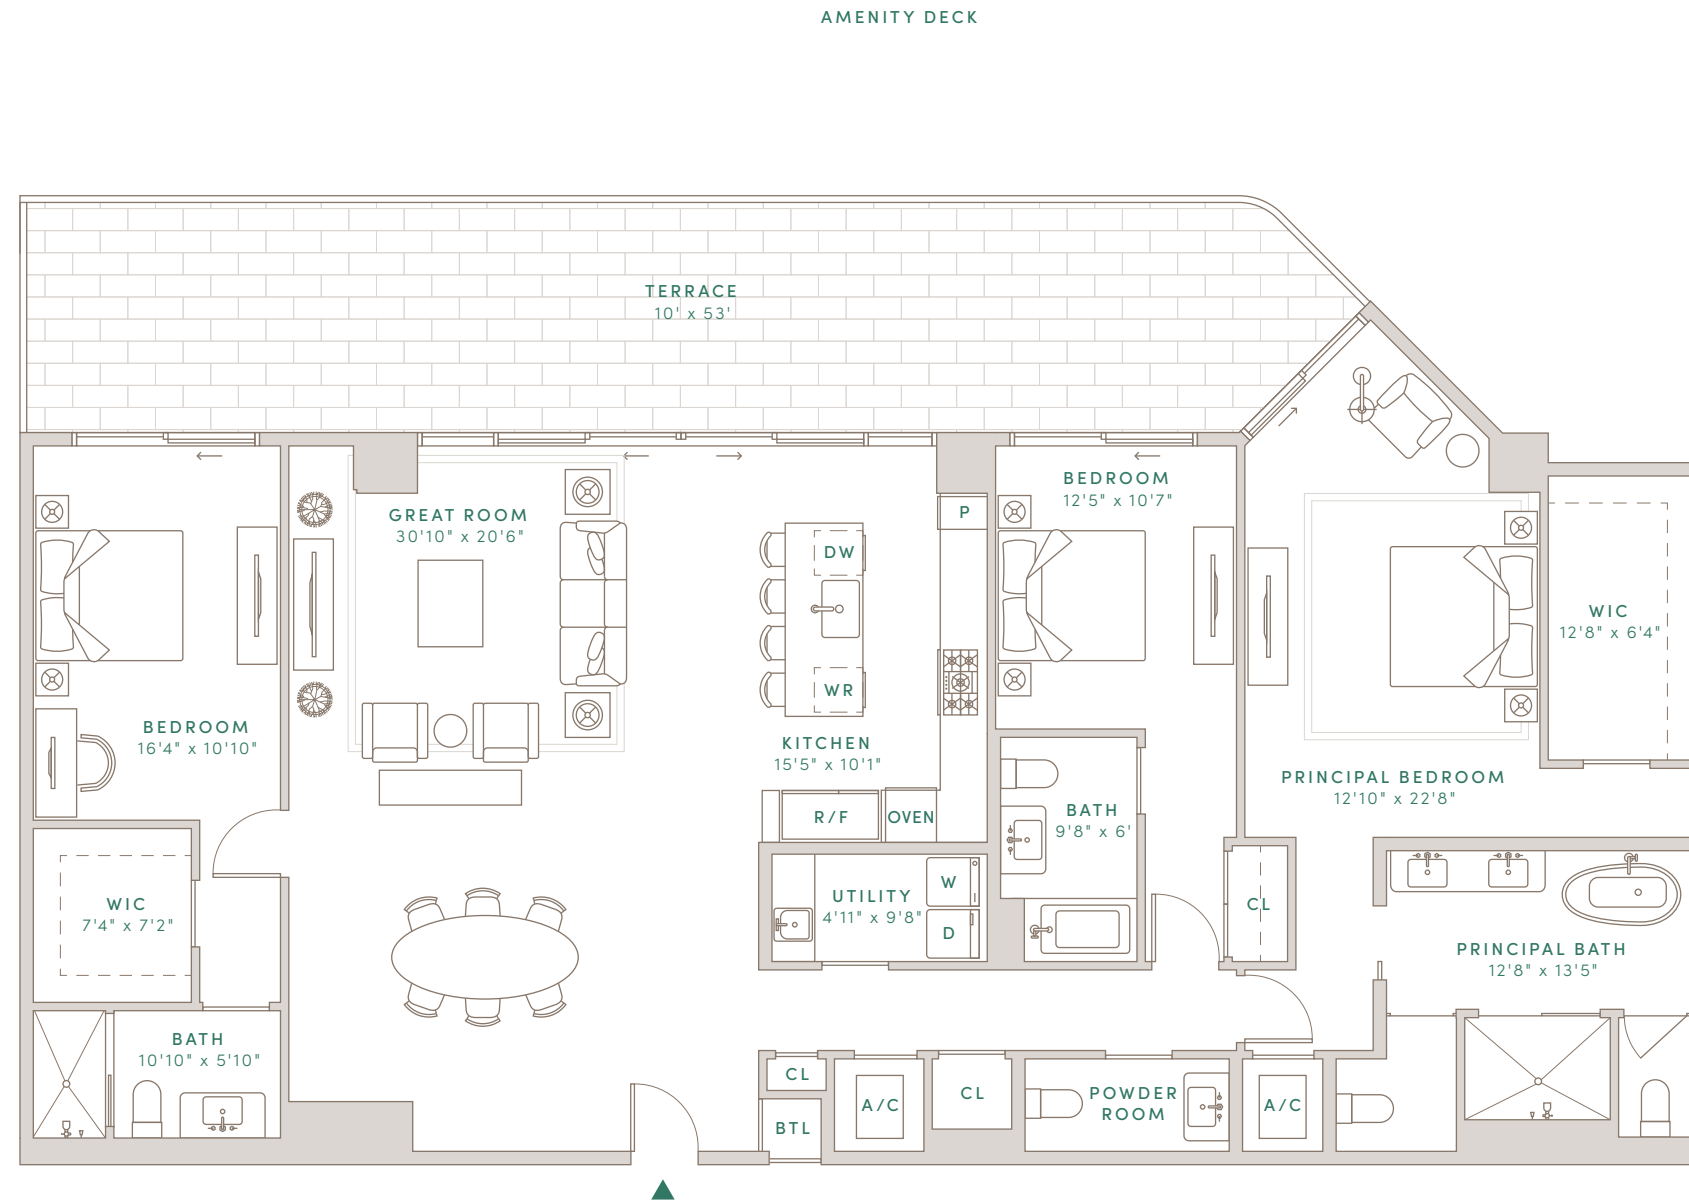 AMENITY DECK
TERRACE
10' x 53'
BEDROOM
12'5" x 10'7"
GREAT ROOM
30'10" x 20'6"
P
DW
WIC
12'8" x 6'4"
WR
BEDROOM
16'4" x 10'10"
KITCHEN
15'5" x 10'1"
PRINCIPAL BEDROOM
12'10" x 22'8"
R/F
OVEN
BATH
9'8" x 6'
W
UTILITY
4'11" x 9'8"
D
WIC
7'4" x 7'2"
CL
PRINCIPAL BATH
12'8" x 13'5"
BATH
10'10" x 5'10"
CL
A/C
CL
POWDER
ROOM
A/C
BTL